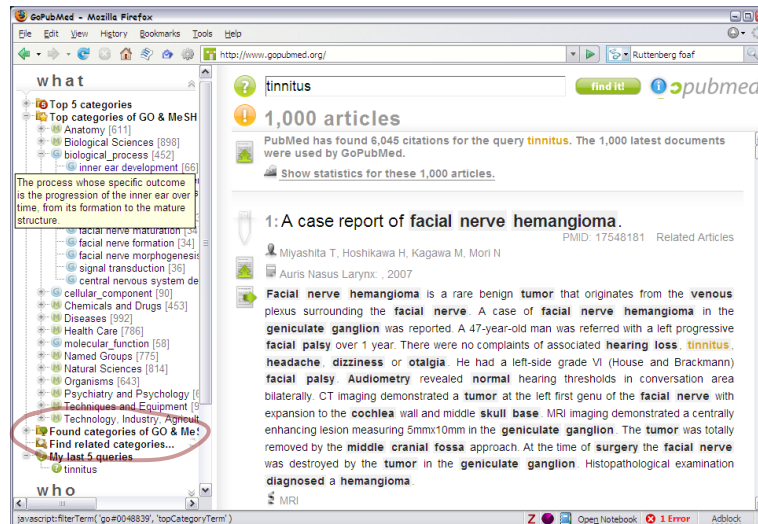 GoPubMed - Mozilla Firefox
File Edit View History Bookmarks Tools Help
http://www.gopubmed.org/
Ruttenberg foaf
what
Top 5 categories
Top categories of GO & MeSH
Anatomy [611]
Biological Sciences [898]
biological_process [452]
inner ear development [66]
The process whose specific outcome
is the progression of the inner ear over
time, from its formation to the mature
structure.
facial nerve maturation [34
facial nerve formation [34]
facial nerve morphogenesis
signal transduction [36]
central nervous system de
cellular_component [90]
Chemicals and Drugs [453]
Diseases [992]
Health Care [786]
molecular_function [58]
Named Groups [775]
Natural Sciences [814]
Organisms [643]
Psychiatry and Psychology [6
Techniques and Equipment [9
Technology, Industry, Agricult
Found categories of GO & MeS
Find related categories...
My last 5 queries
tinnitus
who
tinnitus
find it!
opubmed
1,000 articles
PubMed has found 6,045 citations for the query tinnitus. The 1,000 latest documents
were used by GoPubMed.
Show statistics for these 1,000 articles.
1: A case report of facial nerve hemangioma.
PMID: 17548181 Related Articles
Miyashita T, Hoshikawa H, Kagawa M, Mori N
Auris Nasus Larynx: , 2007
Facial nerve hemangioma is a rare benign tumor that originates from the venous
plexus surrounding the facial nerve. A case of facial nerve hemangioma in the
geniculate ganglion was reported. A 47-year-old man was referred with a left progressive
facial palsy over 1 year. There were no complaints of associated hearing loss, tinnitus,
headache, dizziness or otalgia. He had a left-side grade VI (House and Brackmann)
facial palsy. Audiometry revealed normal hearing thresholds in conversation area
bilaterally. CT imaging demonstrated a tumor at the left first genu of the facial nerve with
expansion to the cochlea wall and middle skull base. MRI imaging demonstrated a centrally
enhancing lesion measuring 5mmx10mm in the geniculate ganglion. The tumor was totally
removed by the middle cranial fossa approach. At the time of surgery the facial nerve
was destroyed by the tumor in the geniculate ganglion. Histopathological examination
diagnosed a hemangioma.
MRI
javascript:filterTerm('go#0048839', 'topCategoryTerm')
Z
Open Notebook 1 Error Adblock